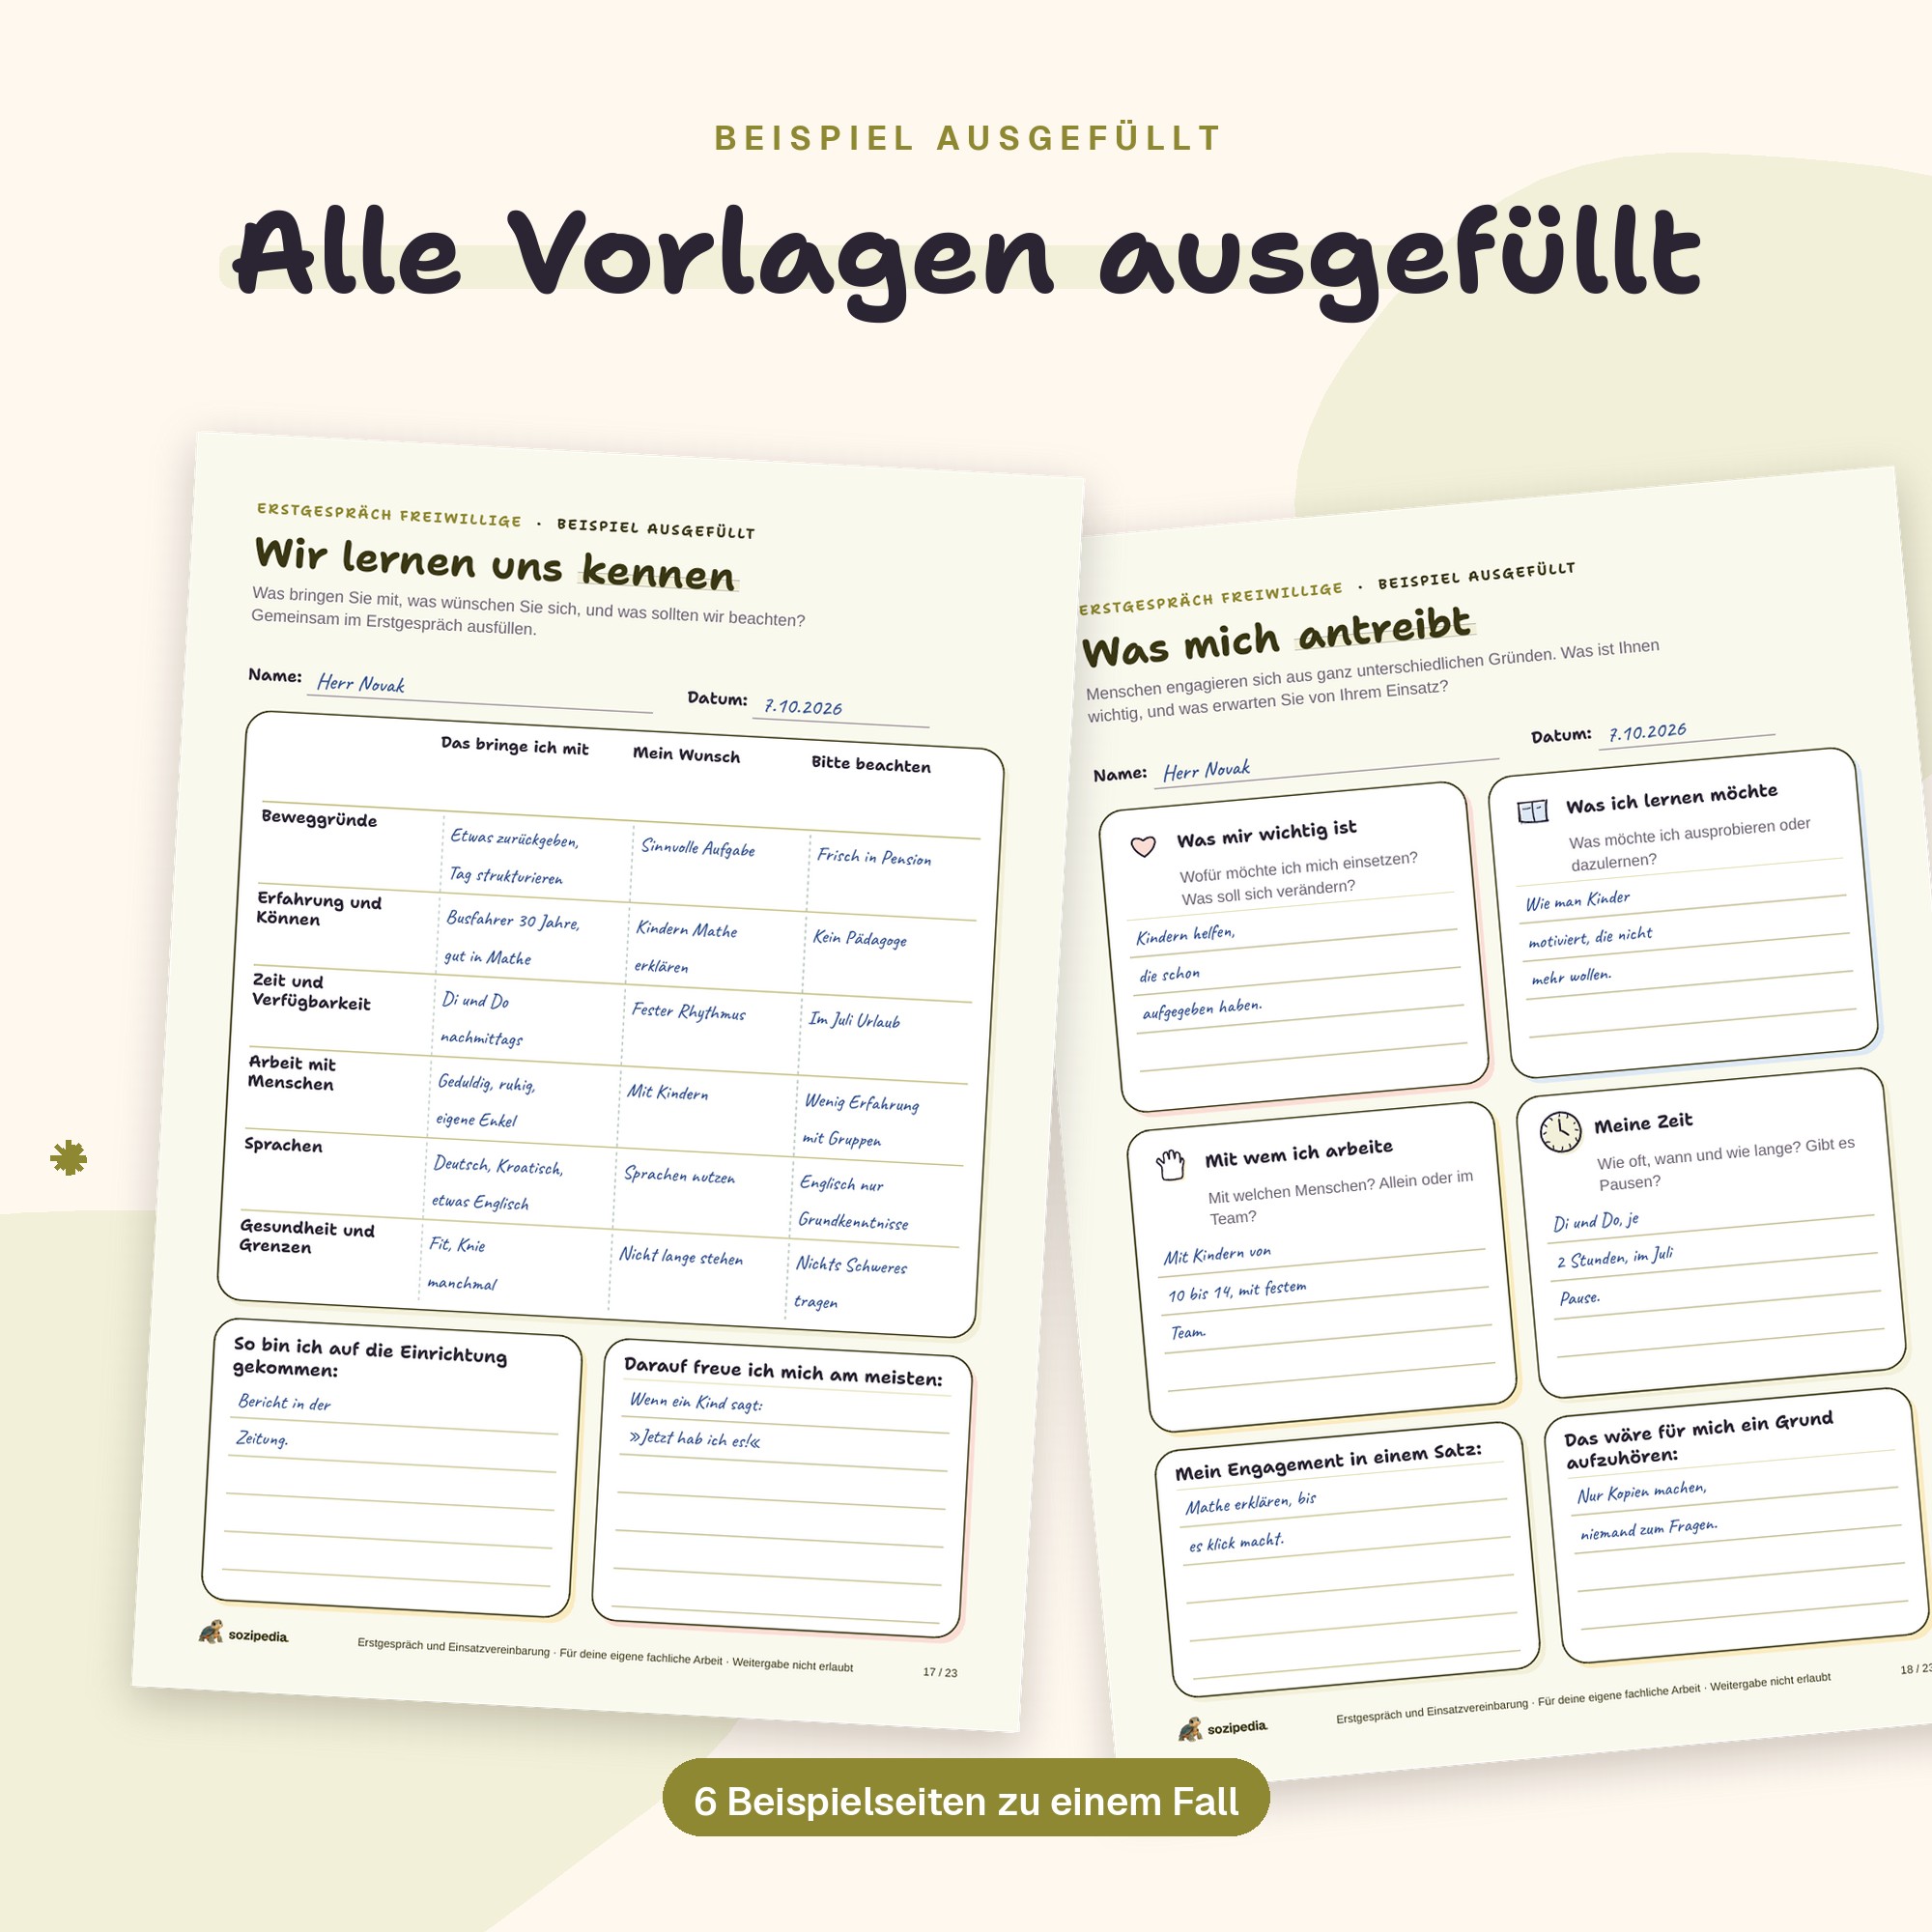 BEISPIEL AUSGEFÜLLT
Alle Vorlagen ausgefüllt
ERSTGESPRÄCH FREIWILLIGE · BEISPIEL AUSGEFÜLLT
Wir lernen uns kennen
Was bringen Sie mit, was wünschen Sie sich, und was sollten wir beachten?
Gemeinsam im Erstgespräch ausfüllen.
Name: Herr Novak Datum: 7.10.2026
Das bringe ich mit Mein Wunsch Bitte beachten
Beweggründe
Etwas zurückgeben,
Tag strukturieren
Sinnvolle Aufgabe
Frisch in Pension
Erfahrung und
Können
Busfahrer 30 Jahre,
gut in Mathe
Kindern Mathe
erklären
Kein Pädagoge
Zeit und
Verfügbarkeit
Di und Do
nachmittags
Fester Rhythmus
Im Juli Urlaub
Arbeit mit
Menschen
Geduldig, ruhig,
eigene Enkel
Mit Kindern
Wenig Erfahrung
mit Gruppen
Sprachen
Deutsch, Kroatisch,
etwas Englisch
Sprachen nutzen
Englisch nur
Grundkenntnisse
Gesundheit und
Grenzen
Fit, Knie
manchmal
Nicht lange stehen
Nichts Schweres
tragen
So bin ich auf die Einrichtung
gekommen:
Bericht in der
Zeitung.
Darauf freue ich mich am meisten:
Wenn ein Kind sagt:
»Jetzt hab ich es!«
sozipedia.
Erstgespräch und Einsatzvereinbarung · Für deine eigene fachliche Arbeit · Weitergabe nicht erlaubt
17 / 23
ERSTGESPRÄCH FREIWILLIGE · BEISPIEL AUSGEFÜLLT
Was mich antreibt
Menschen engagieren sich aus ganz unterschiedlichen Gründen. Was ist Ihnen
wichtig, und was erwarten Sie von Ihrem Einsatz?
Name: Herr Novak Datum: 7.10.2026
Was mir wichtig ist
Wofür möchte ich mich einsetzen?
Was soll sich verändern?
Kindern helfen,
die schon
aufgegeben haben.
Was ich lernen möchte
Was möchte ich ausprobieren oder
dazulernen?
Wie man Kinder
motiviert, die nicht
mehr wollen.
Mit wem ich arbeite
Mit welchen Menschen? Allein oder im
Team?
Mit Kindern von
10 bis 14, mit festem
Team.
Meine Zeit
Wie oft, wann und wie lange? Gibt es
Pausen?
Di und Do, je
2 Stunden, im Juli
Pause.
Mein Engagement in einem Satz:
Mathe erklären, bis
es klick macht.
Das wäre für mich ein Grund
aufzuhören:
Nur Kopien machen,
niemand zum Fragen.
sozipedia.
Erstgespräch und Einsatzvereinbarung · Für deine eigene fachliche Arbeit · Weitergabe nicht erlaubt
18 / 23
6 Beispielseiten zu einem Fall